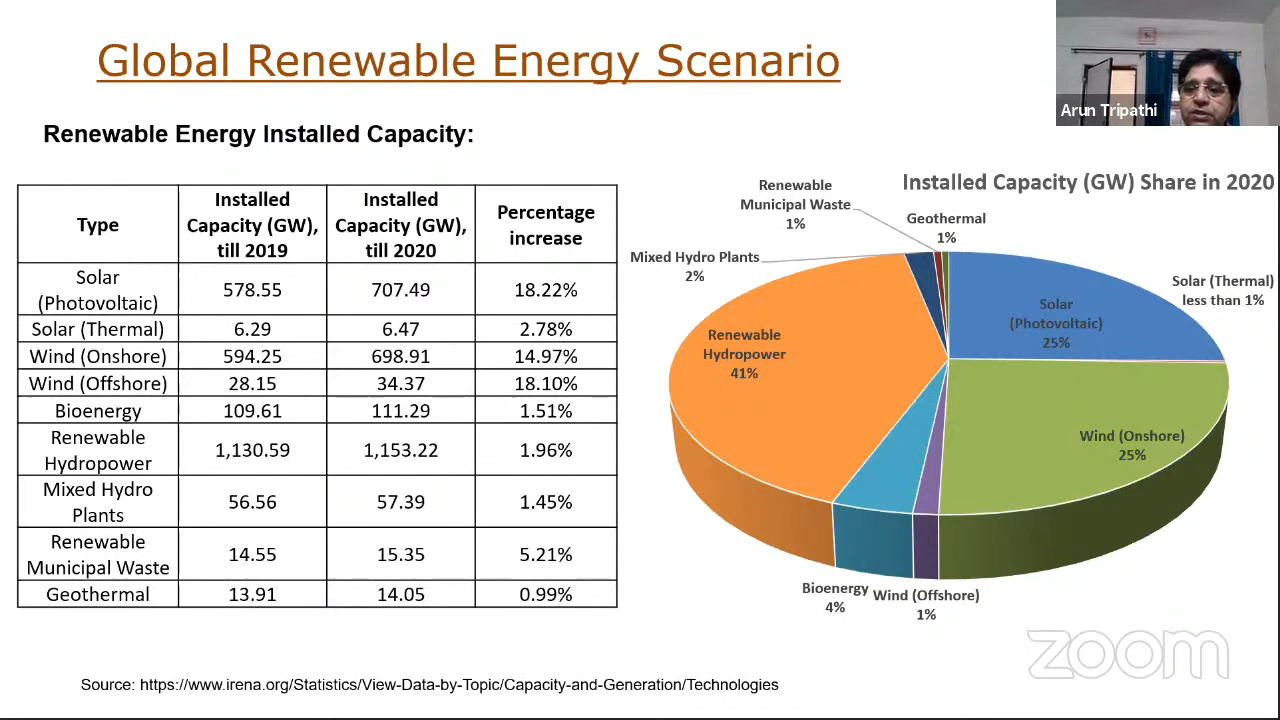 Global Renewable Energy Scenario
Arun Tripathi
Renewable Energy Installed Capacity:
Type
Installed
Capacity (GW),
till 2019
Installed
Capacity (GW),
till 2020
Percentage
increase
Solar
(Photovoltaic)
578.55
707.49
18.22%
Solar (Thermal)
6.29
6.47
2.78%
Wind (Onshore)
594.25
698.91
14.97%
Wind (Offshore)
28.15
34.37
18.10%
Bioenergy
109.61
111.29
1.51%
Renewable
Hydropower
1,130.59
1,153.22
1.96%
Mixed Hydro
Plants
56.56
57.39
1.45%
Renewable
Municipal Waste
14.55
15.35
5.21%
Geothermal
13.91
14.05
0.99%
Installed Capacity (GW) Share in 2020
Renewable
Municipal Waste
1%
Geothermal
1%
Mixed Hydro Plants
2%
Solar (Thermal)
less than 1%
Solar
(Photovoltaic)
25%
Renewable
Hydropower
41%
Wind (Onshore)
25%
Bioenergy
4%
Wind (Offshore)
1%
zoom
Source: https://www.irena.org/Statistics/View-Data-by-Topic/Capacity-and-Generation/Technologies